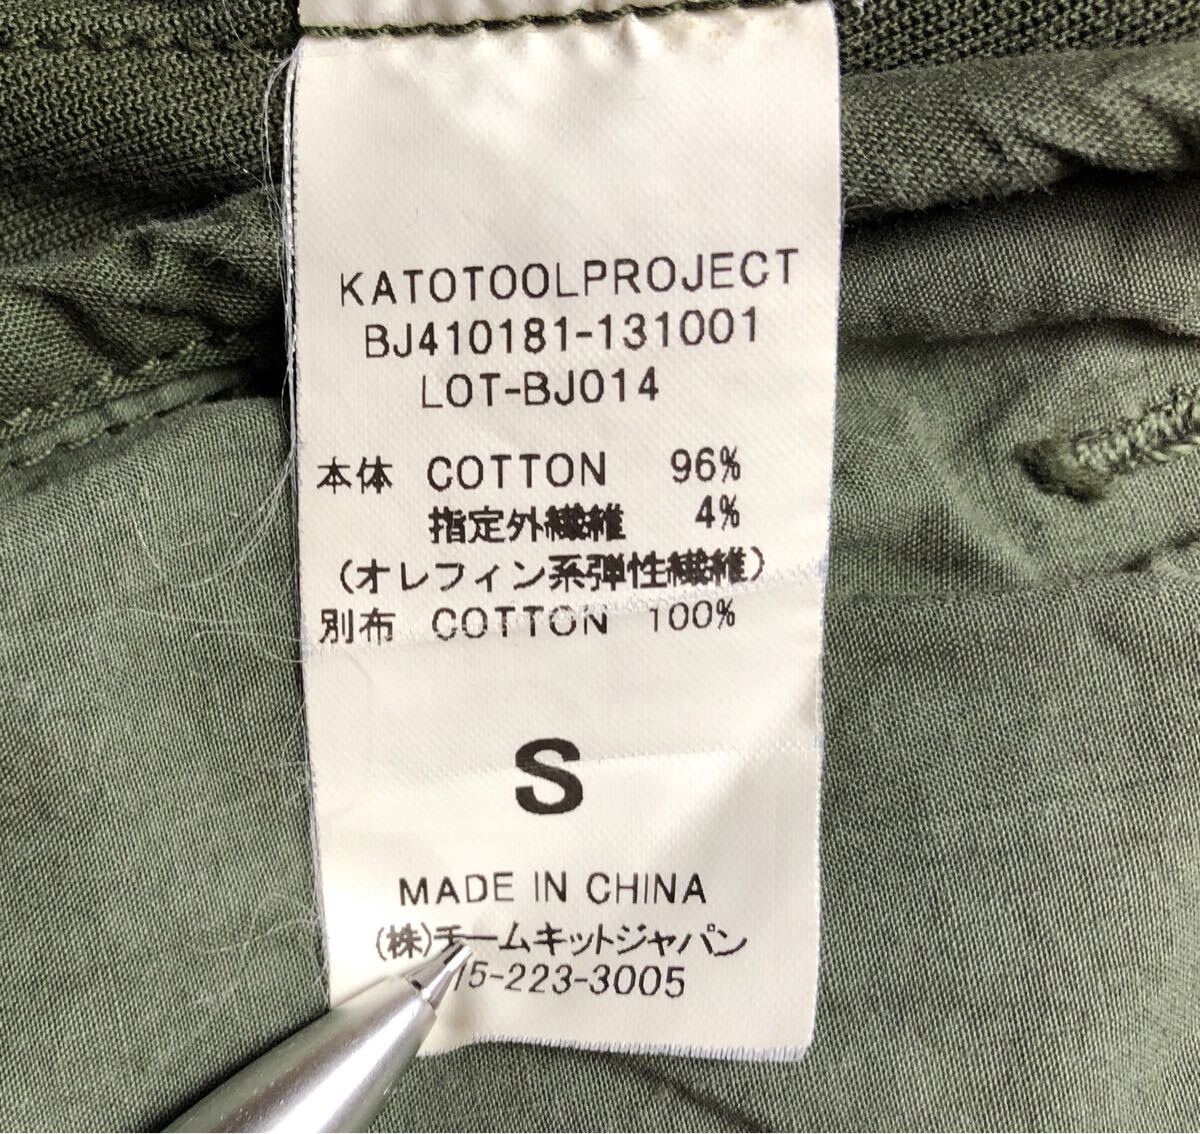 KATOTOOLPROJECT
BJ410181-131001
LOT-BJ014
本体 COTTON 96%
指定外繊維 4%
(オレフィン系弾性繊維)
別布 COTTON 100%
S
MADE IN CHINA
(株)チームキットジャパン
75-223-3005